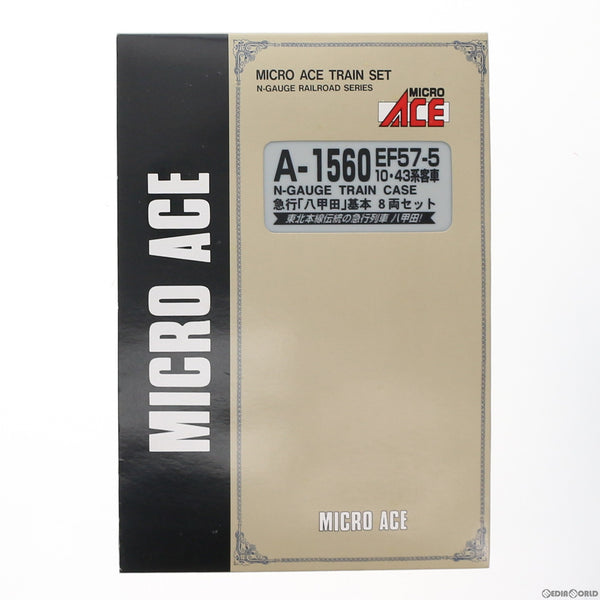 MICRO ACE TRAIN SET
N-GAUGE RAILROAD SERIES
MICRO
ACE
A-1560 EF57-5
10・43系客車
N-GAUGE TRAIN CASE
急行「八甲田」基本 8両セット
東北本線伝統の急行列車 八甲田!
MICRO ACE
MICRO ACE
MEDIAWORLD